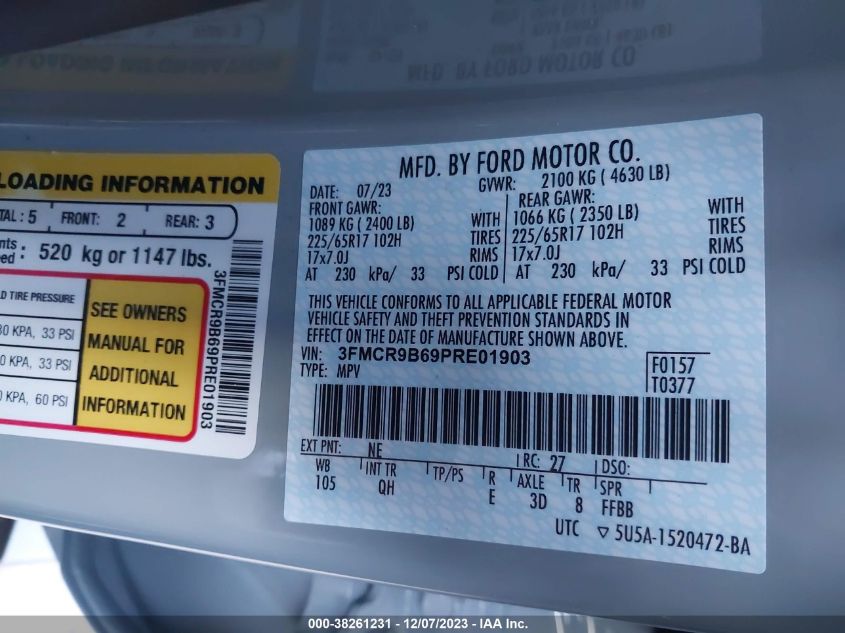 MFD. BY FORD MOTOR CO
LOADING INFORMATION
TAL : 5 FRONT: 2 REAR: 3
520 kg or 1147 lbs.
D TIRE PRESSURE
KPA, 33 PSI
KPA, 33 PSI
KPA, 60 PSI
SEE OWNERS
MANUAL FOR
ADDITIONAL
INFORMATION
3FMCR9B69PRE01903
MFD. BY FORD MOTOR CO.
DATE: 07/23 GVWR: 2100 KG ( 4630 LB)
FRONT GAWR: REAR GAWR:
1089 KG ( 2400 LB) WITH 1066 KG ( 2350 LB) WITH
225/65R17 102H TIRES 225/65R17 102H TIRES
17x7.0J RIMS 17x7.0J RIMS
AT 230 kPa/ 33 PSI COLD AT 230 kPa/ 33 PSI COLD
THIS VEHICLE CONFORMS TO ALL APPLICABLE FEDERAL MOTOR
VEHICLE SAFETY AND THEFT PREVENTION STANDARDS IN
EFFECT ON THE DATE OF MANUFACTURE SHOWN ABOVE.
VIN: 3FMCR9B69PRE01903
TYPE: MPV
F0157
T0377
EXT PNT: NE RC: 27 DSO:
WB INT TR TP/PS R AXLE TR SPR
105 QH E 3D 8 FFBB
UTC ▽ 5U5A-1520472-BA
000-38261231 - 12/07/2023 - IAA Inc.